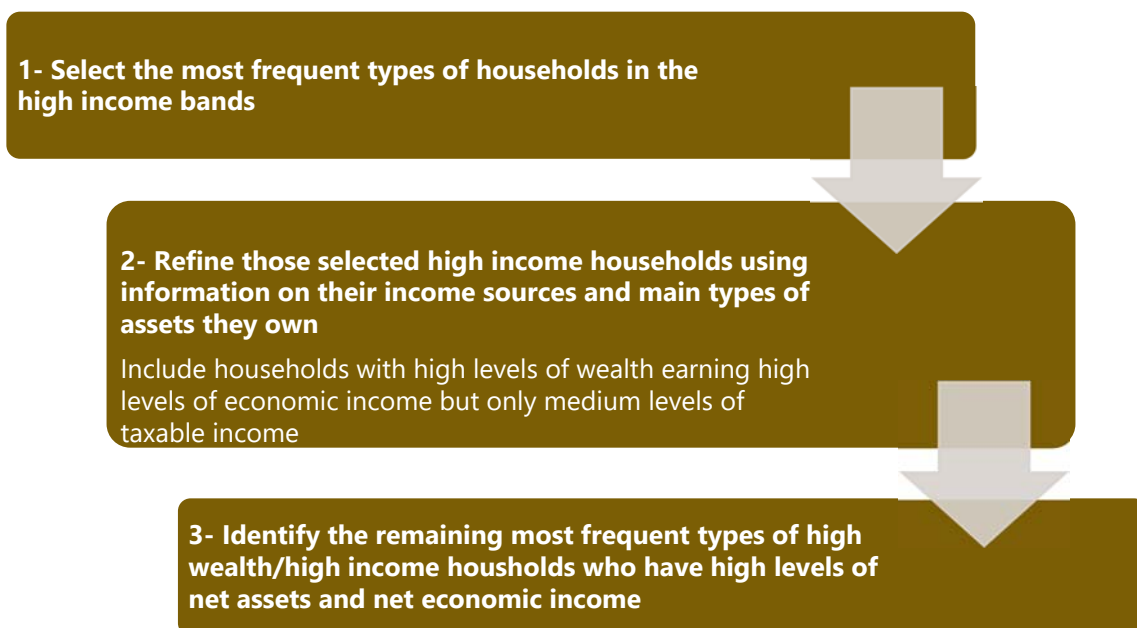 1- Select the most frequent types of households in the
high income bands
2- Refine those selected high income households using
information on their income sources and main types of
assets they own
Include households with high levels of wealth earning high
levels of economic income but only medium levels of
taxable income
3- Identify the remaining most frequent types of high
wealth/high income housholds who have high levels of
net assets and net economic income